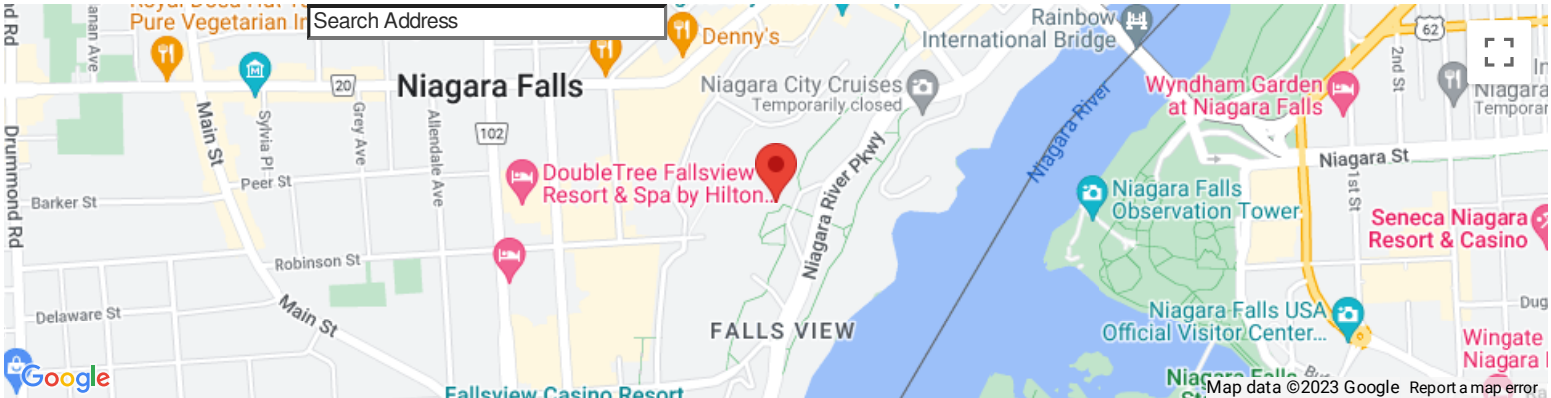 Pure Vegetarian In
Search Address
Denny's
Rainbow
International Bridge
62
2nd St
Niagara Falls
20
102
Niagara City Cruises
Temporarily closed
Niagara River
Wyndham Garden
at Niagara Falls
Niagara
Temporar
Main St
Sylvia Pl
Grey Ave
Allendale Ave
Drummond Rd
Peer St
Barker St
DoubleTree Fallsview
Resort & Spa by Hilton...
Niagara River Pkwy
Niagara Falls
Observation Tower
Niagara St
1st St
Seneca Niagara
Resort & Casino
Robinson St
Delaware St
Main St
FALLS VIEW
Niagara Falls USA
Official Visitor Center...
Dug
Wingate
Niagara
Fallsview Casino Resort
Niagara Falls
Google
Map data ©2023 Google
Report a map error